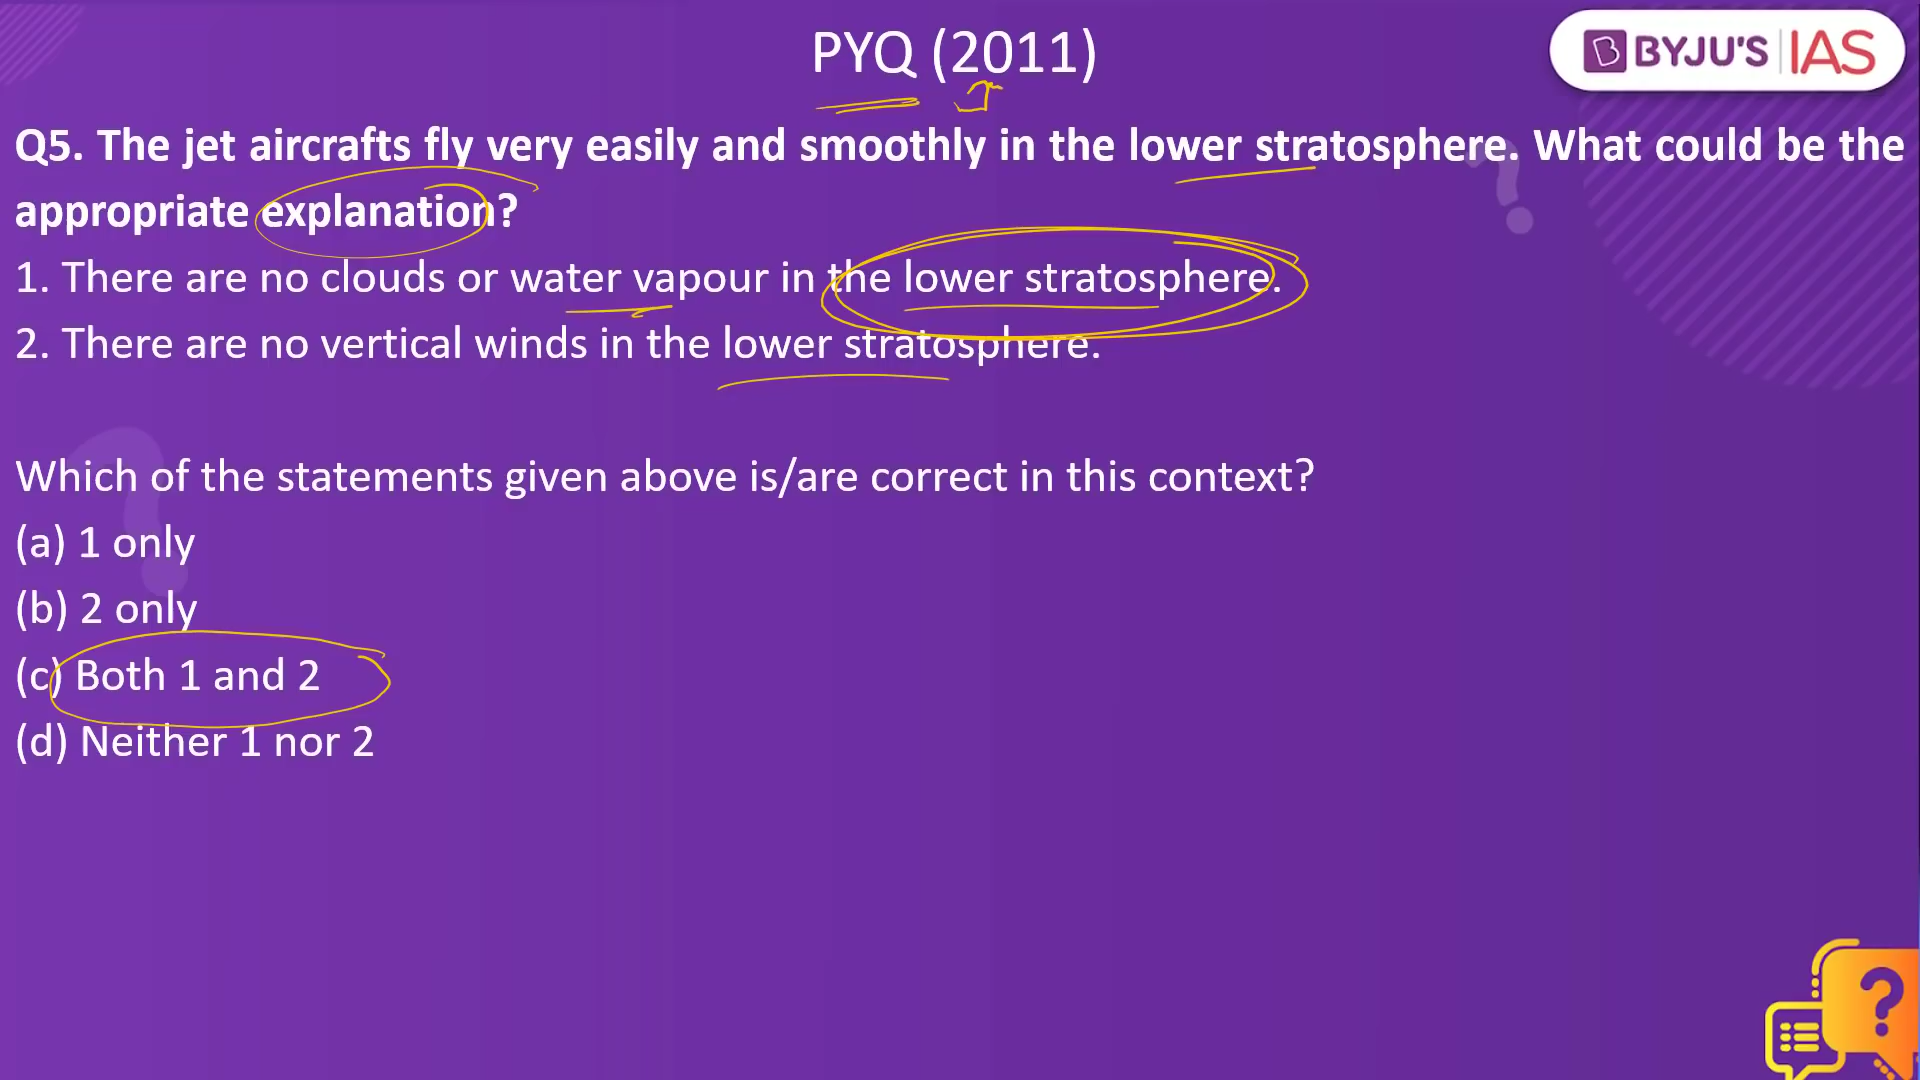 PYQ (2011)
BYJU'S IAS
Q5. The jet aircrafts fly very easily and smoothly in the lower stratosphere. What could be the
appropriate explanation?
1. There are no clouds or water vapour in the lower stratosphere.
2. There are no vertical winds in the lower stratosphere.
Which of the statements given above is/are correct in this context?
(a) 1 only
(b) 2 only
(c) Both 1 and 2
(d) Neither 1 nor 2